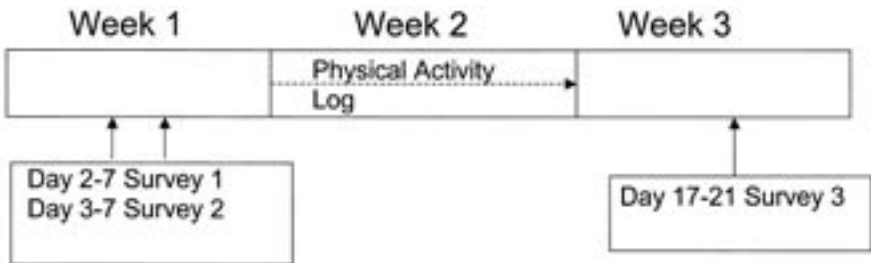 Week 1
Week 2
Week 3
Physical Activity
Log
Day 2-7 Survey 1
Day 3-7 Survey 2
Day 17-21 Survey 3